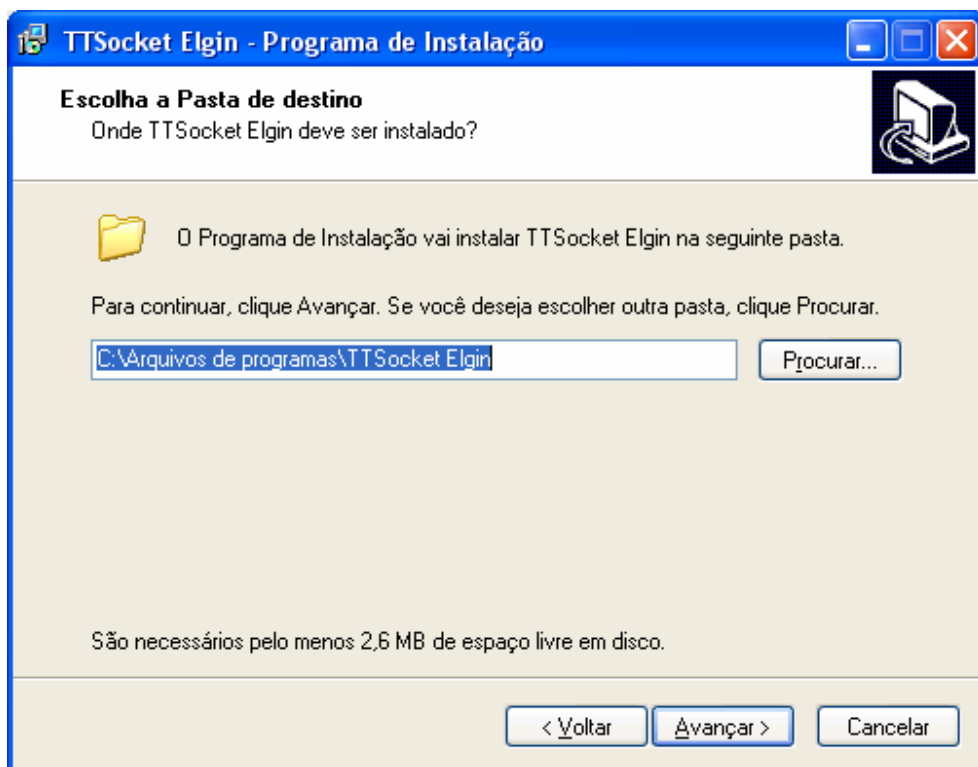 TTSocket Elgin - Programa de Instalação
Escolha a Pasta de destino
Onde TTSocket Elgin deve ser instalado?
O Programa de Instalação vai instalar TTSocket Elgin na seguinte pasta.
Para continuar, clique Avançar. Se você deseja escolher outra pasta, clique Procurar.
C:\Arquivos de programas\TTSocket Elgin
Procurar...
São necessários pelo menos 2,6 MB de espaço livre em disco.
< Voltar Avançar > Cancelar